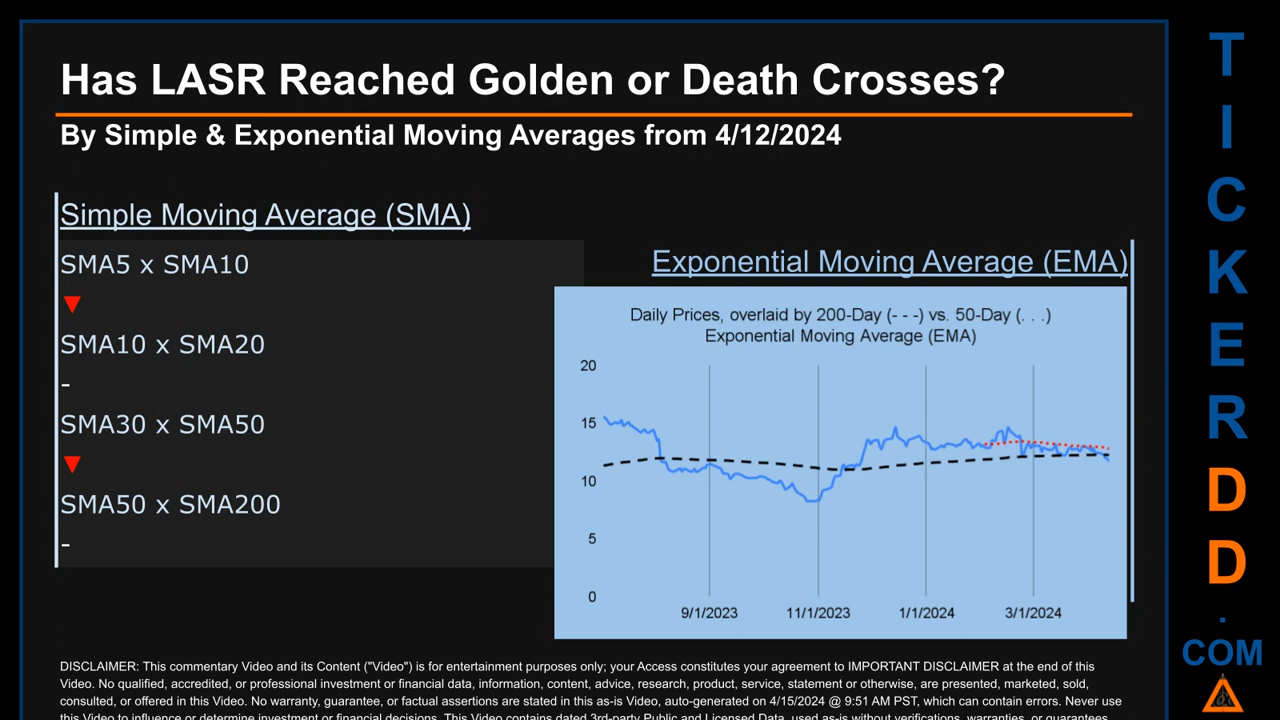 Has LASR Reached Golden or Death Crosses?
By Simple & Exponential Moving Averages from 4/12/2024
Simple Moving Average (SMA)
SMA5 x SMA10
▼
SMA10 x SMA20
-
SMA30 x SMA50
▼
SMA50 x SMA200
-
Exponential Moving Average (EMA)
Daily Prices, overlaid by 200-Day (- - -) vs. 50-Day (. . .)
Exponential Moving Average (EMA)
20
15
10
5
0
9/1/2023
11/1/2023
1/1/2024
3/1/2024
DISCLAIMER: This commentary Video and its Content ("Video") is for entertainment purposes only; your Access constitutes your agreement to IMPORTANT DISCLAIMER at the end of this
Video. No qualified, accredited, or professional investment or financial data, information, content, advice, research, product, service, statement or otherwise, are presented, marketed, sold,
consulted, or offered in this Video. No warranty, guarantee, or factual assertions are stated in this as-is Video, auto-generated on 4/15/2024 @ 9:51 AM PST, which can contain errors. Never use
this Video to influence or determine investment or financial decisions. This Video contains dated 3rd-party Public and Licensed Data, used as-is without verifications, warranties, or guarantees
T
I
C
K
E
R
D
D
.
COM